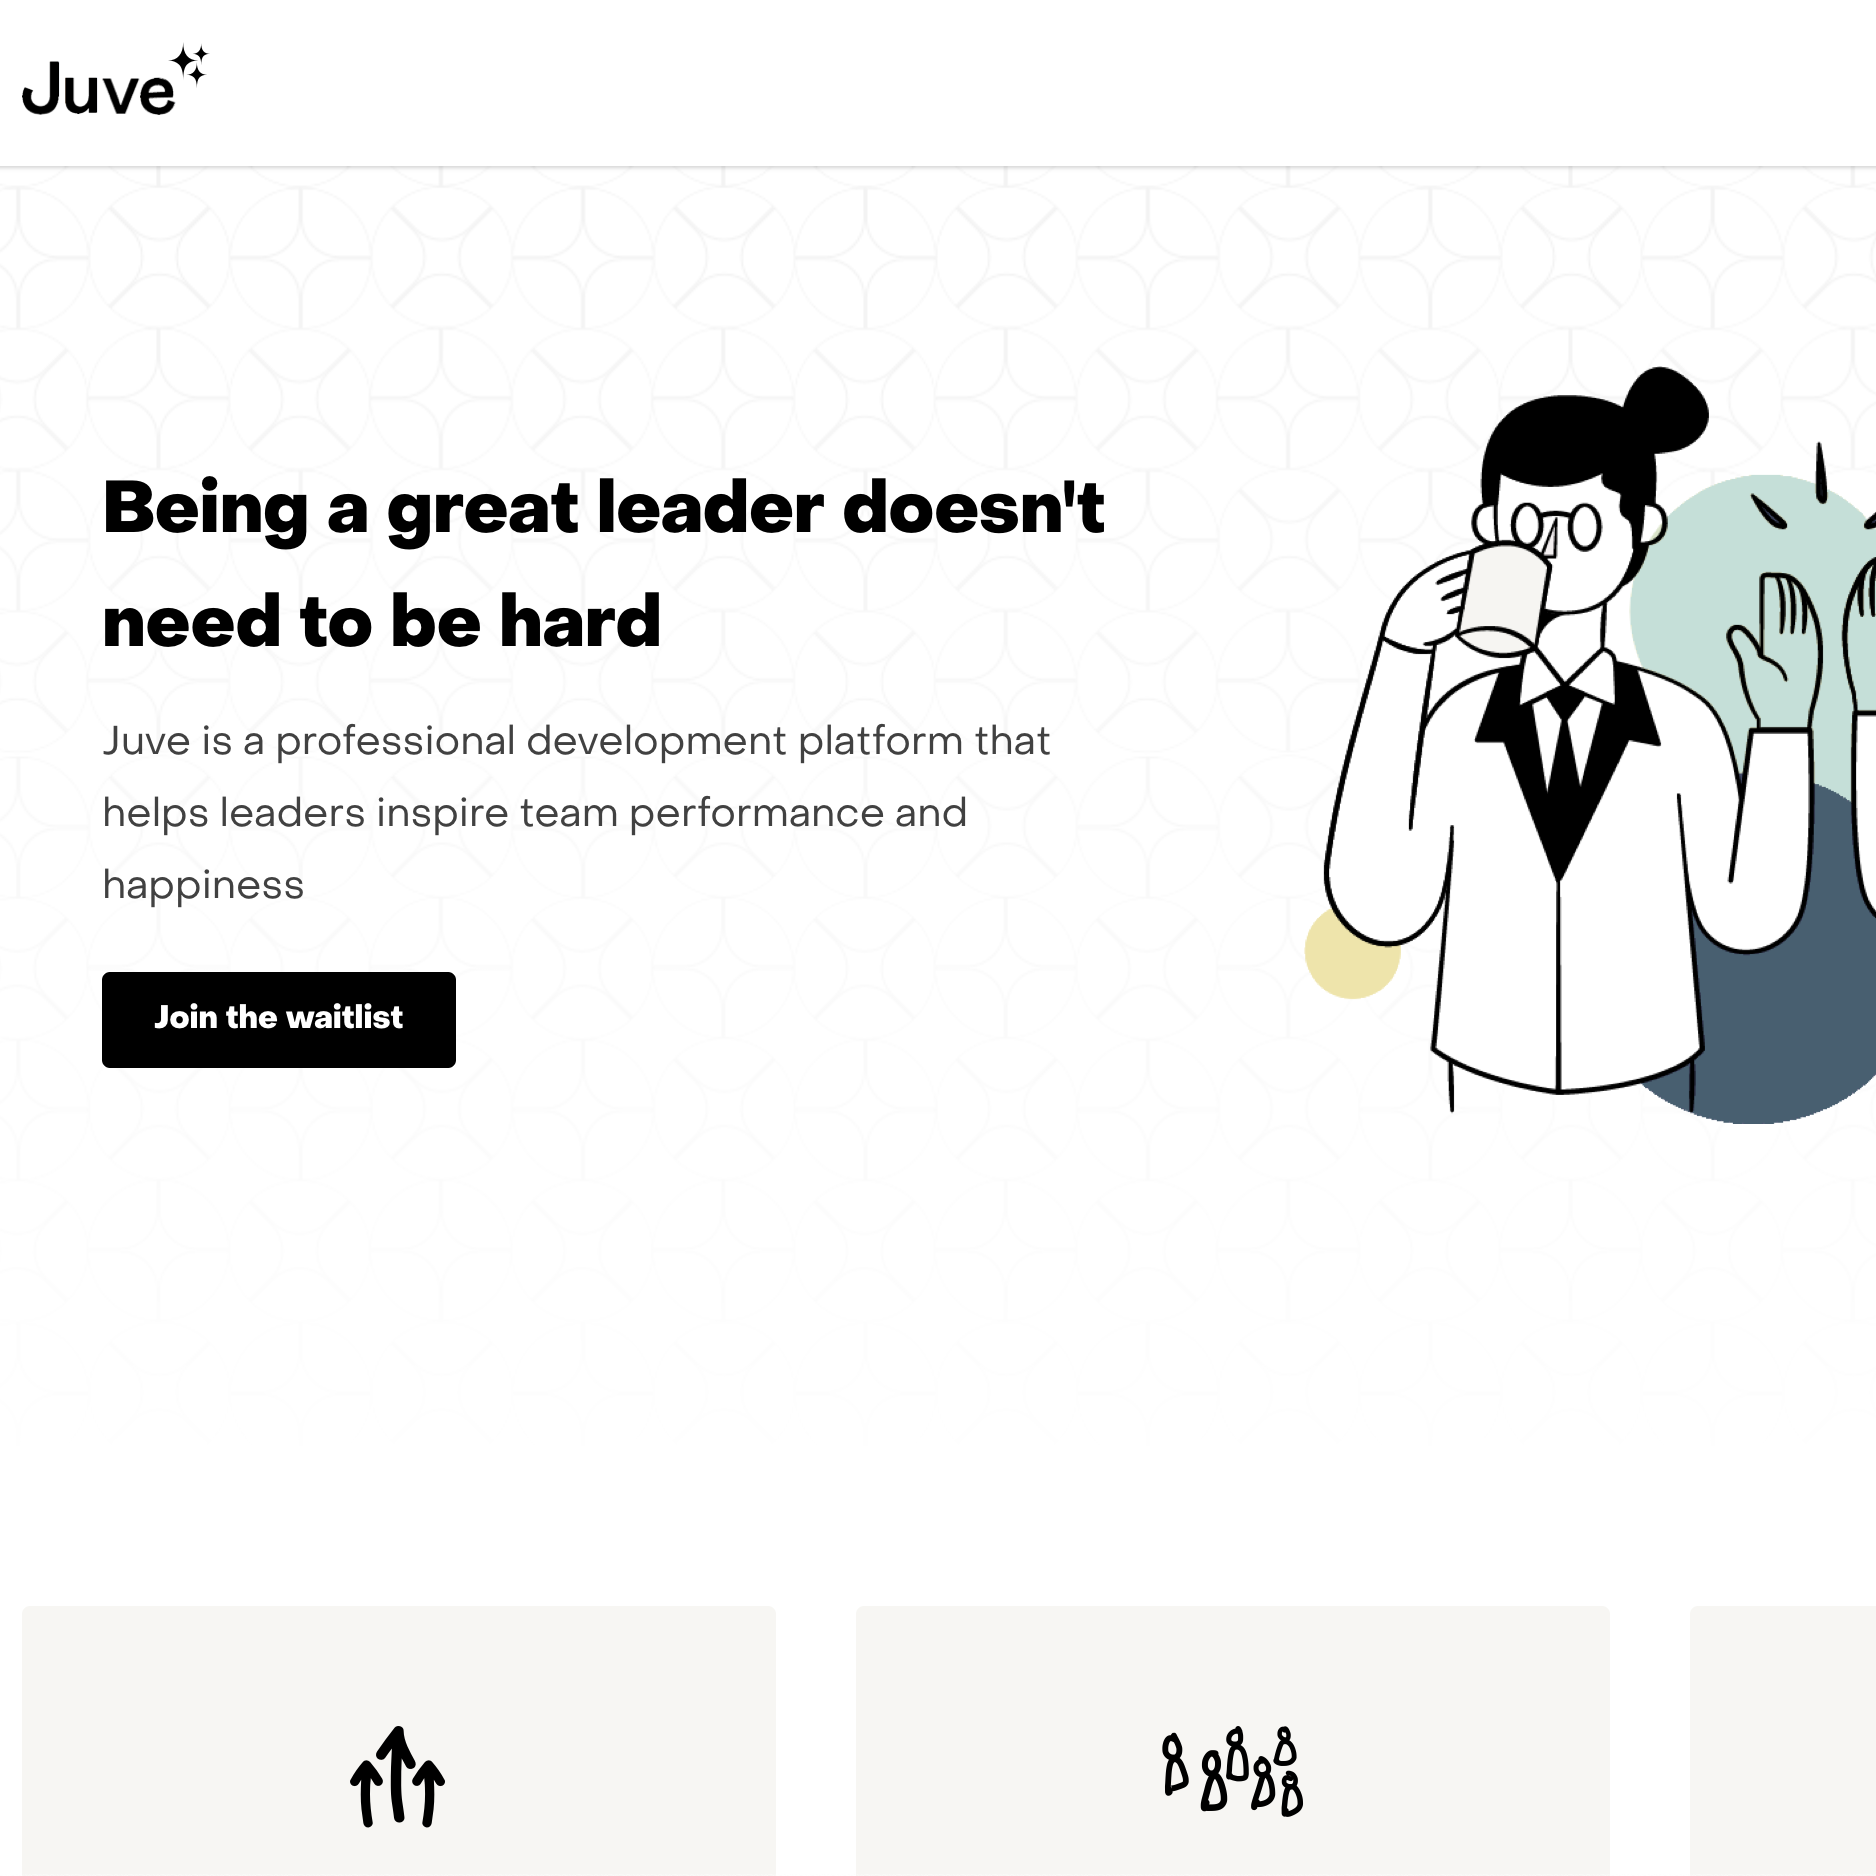 Juve
Being a great leader doesn't
need to be hard
Juve is a professional development platform that
helps leaders inspire team performance and
happiness
Join the waitlist